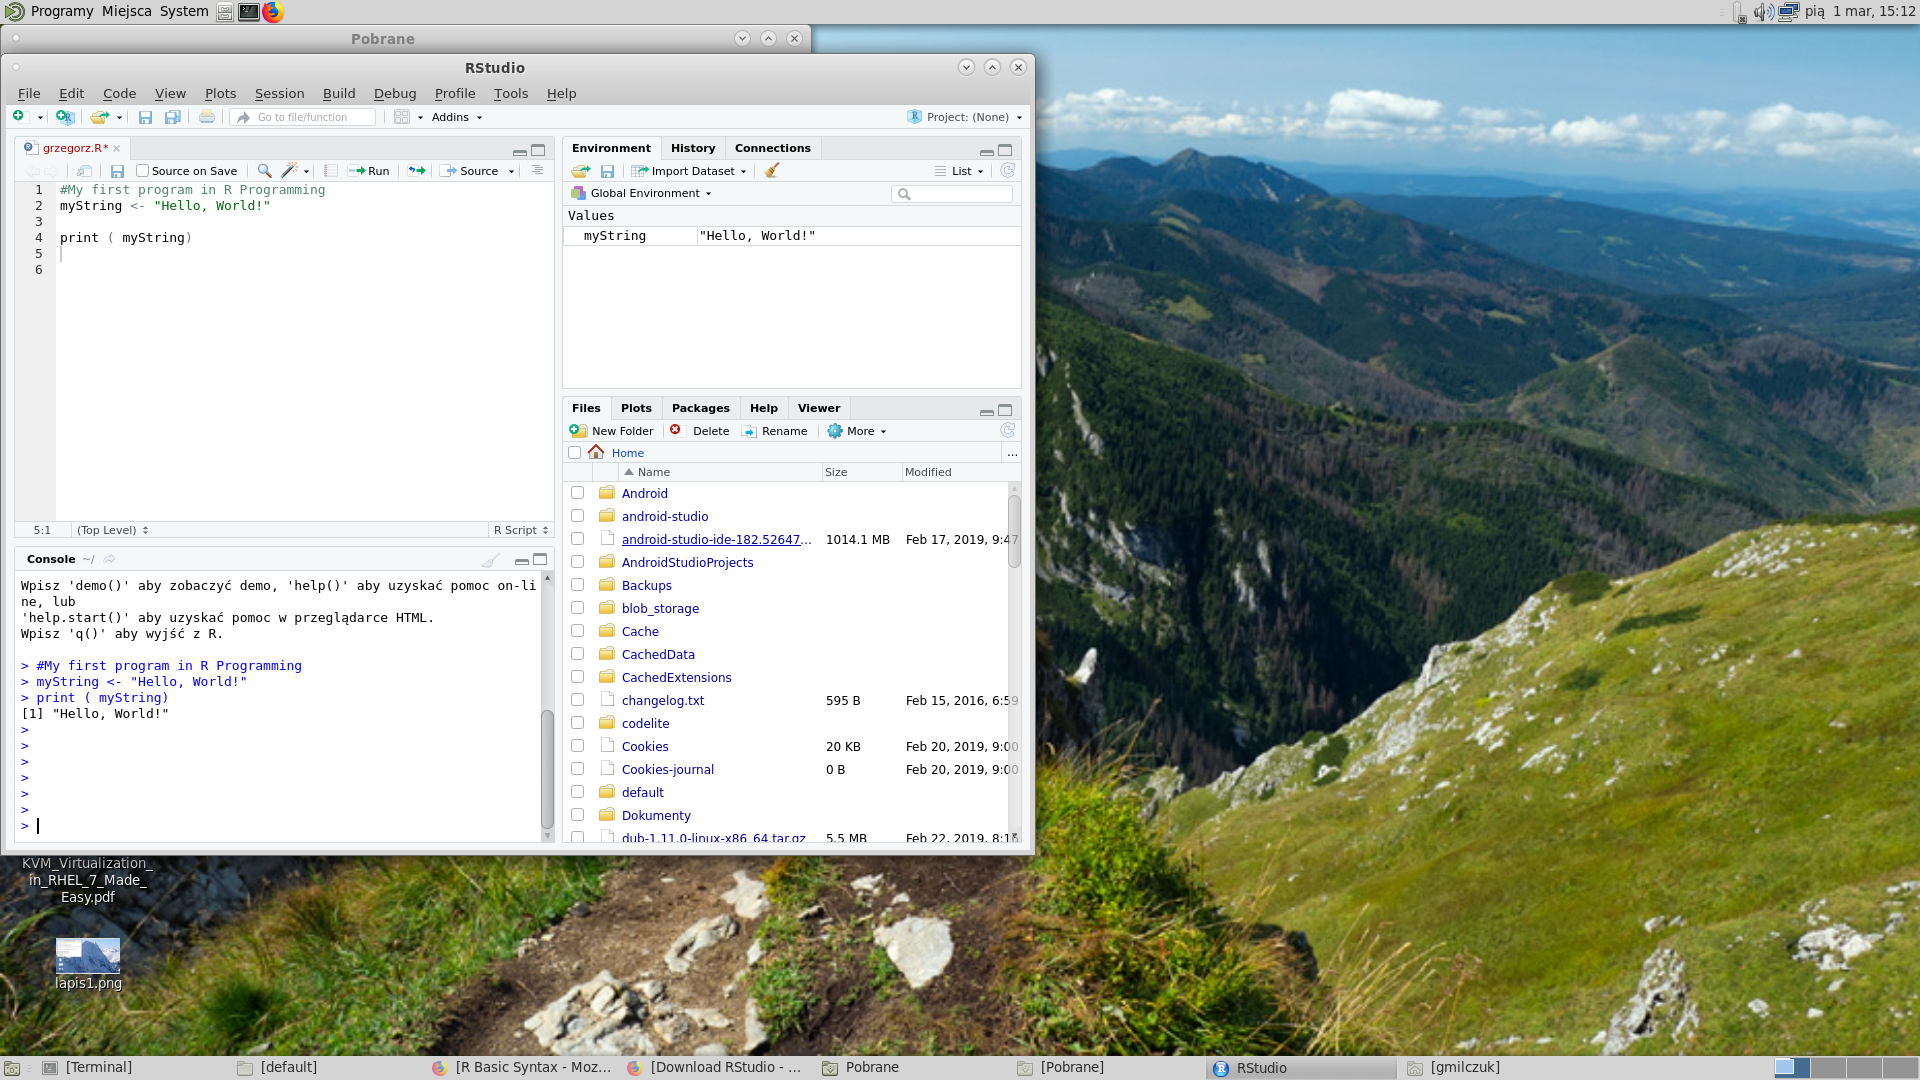 Programy Miejsca System
pią 1 mar, 15:12
Pobrane
RStudio
File Edit Code View Plots Session Build Debug Profile Tools Help
Go to file/function
Addins
Project: (None)
grzegorz.R*
Source on Save
Run
Source
1 #My first program in R Programming
2 myString <- "Hello, World!"
3
4 print ( myString)
5
6
5:1
(Top Level)
R Script
Console ~/
Wpisz 'demo()' aby zobaczyć demo, 'help()' aby uzyskać pomoc on-li
ne, lub
'help.start()' aby uzyskać pomoc w przeglądarce HTML.
Wpisz 'q()' aby wyjść z R.
> #My first program in R Programming
> myString <- "Hello, World!"
> print ( myString)
[1] "Hello, World!"
>
>
>
>
>
>
>
Environment History Connections
Import Dataset
List
Global Environment
Values
myString "Hello, World!"
Files Plots Packages Help Viewer
New Folder Delete Rename More
Home
...
Name Size Modified
Android
android-studio
android-studio-ide-182.52647... 1014.1 MB Feb 17, 2019, 9:47
AndroidStudioProjects
Backups
blob_storage
Cache
CachedData
CachedExtensions
changelog.txt 595 B Feb 15, 2016, 6:59
codelite
Cookies 20 KB Feb 20, 2019, 9:00
Cookies-journal 0 B Feb 20, 2019, 9:00
default
Dokumenty
dub-1.11.0-linux-x86_64.tar.gz 5.5 MB Feb 22, 2019, 8:16
KVM_Virtualization_
in_RHEL_7_Made_
Easy.pdf
lapis1.png
[Terminal]
[default]
[R Basic Syntax - Moz...
[Download RStudio - ...
Pobrane
[Pobrane]
RStudio
[gmilczuk]